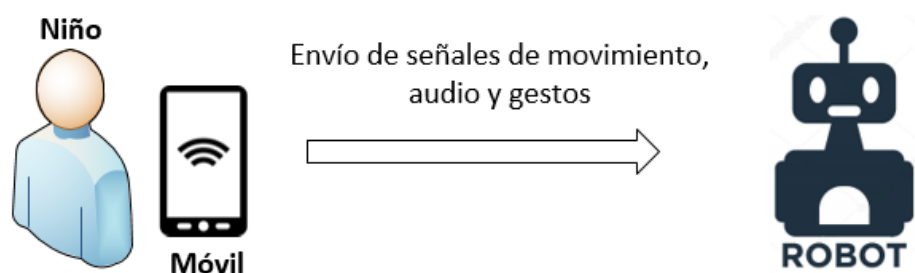 Niño
Envío de señales de movimiento,
audio y gestos
Móvil
ROBOT